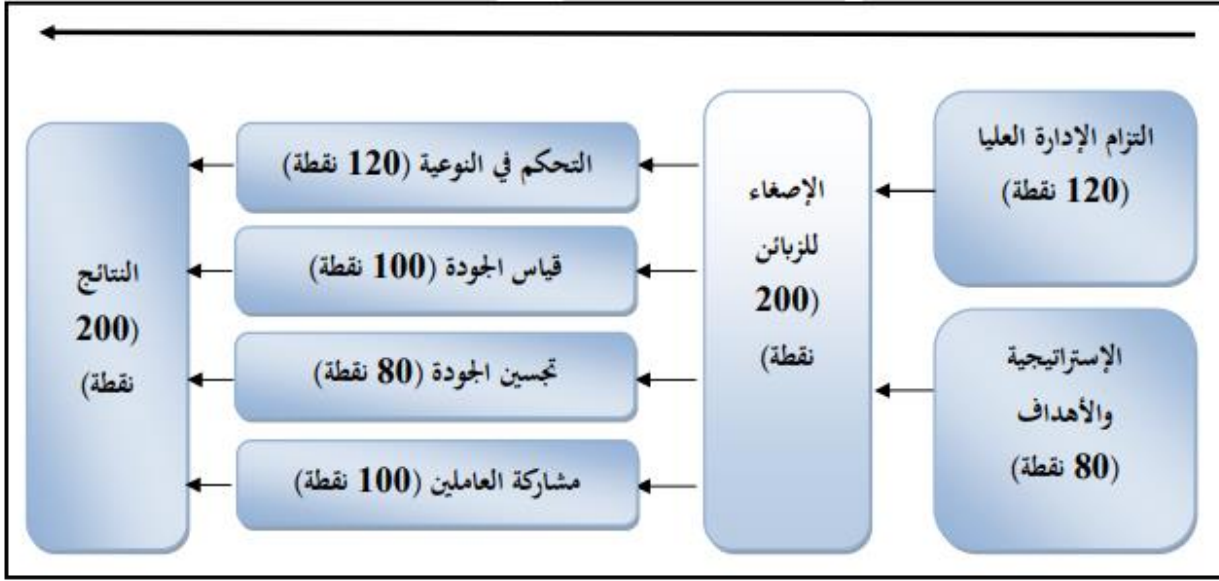 التزام الإدارة العليا
(120 نقطة)
الإستراتيجية
والأهداف
(80 نقطة)
الإصغاء
للزبائن
(200
نقطة)
التحكم في النوعية (120 نقطة)
قياس الجودة (100 نقطة)
تجسين الجودة (80 نقطة)
مشاركة العاملين (100 نقطة)
النتائج
(200
نقطة)